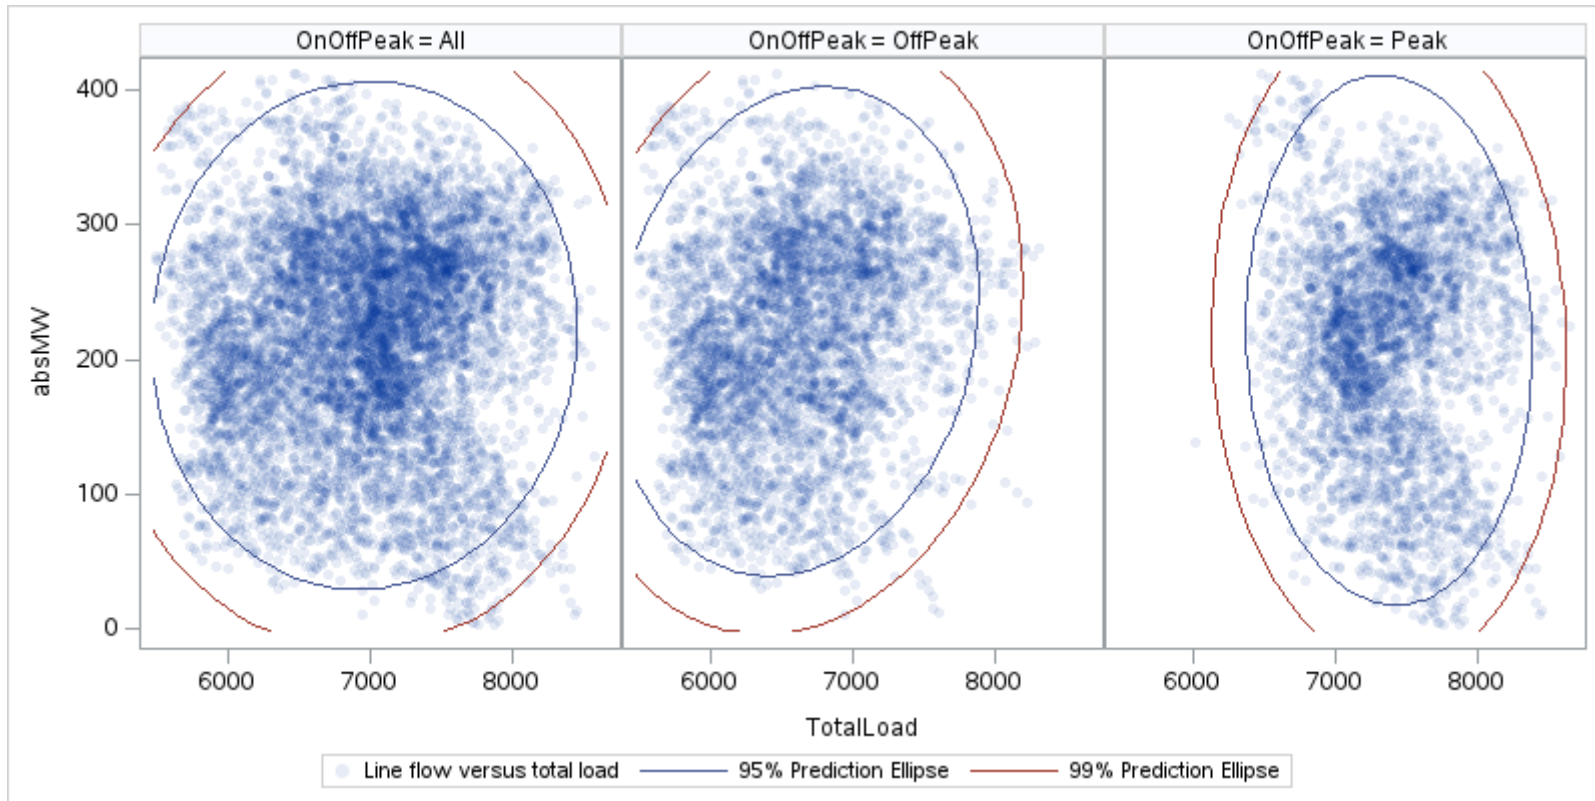 OnOffPeak = All
OnOffPeak = OffPeak
OnOffPeak = Peak
absMW
400
300
200
100
0
6000 7000 8000
6000 7000 8000
6000 7000 8000
TotalLoad
Line flow versus total load
95% Prediction Ellipse
99% Prediction Ellipse